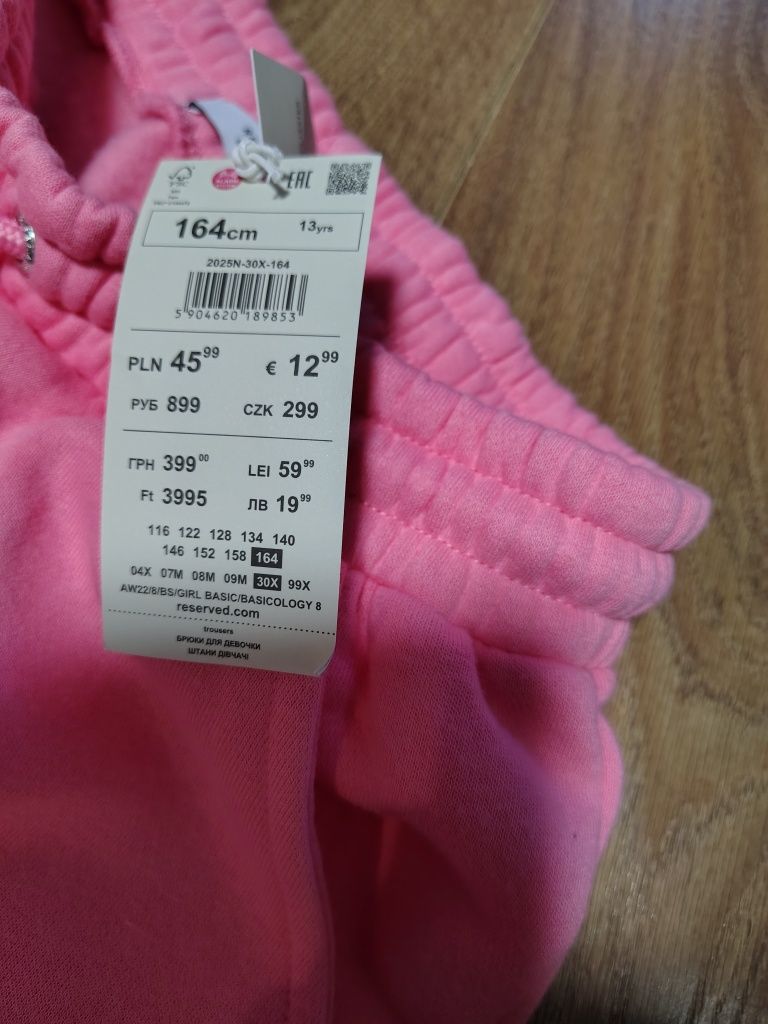 FSC
EAC
164cm 13yrs
2025N-30X-164
5 904620 189853
PLN 45⁹⁹ € 12⁹⁹
РУБ 899 CZK 299
ГРН 399⁰⁰ LEI 59⁹⁹
Ft 3995 ЛВ 19⁹⁹
116 122 128 134 140
146 152 158 164
04X 07M 08M 09M 30X 99X
AW22/8/BS/GIRL BASIC/BASICOLOGY 8
reserved.com
trousers
БРЮКИ ДЛЯ ДЕВОЧКИ
ШТАНИ ДІВЧАЧІ